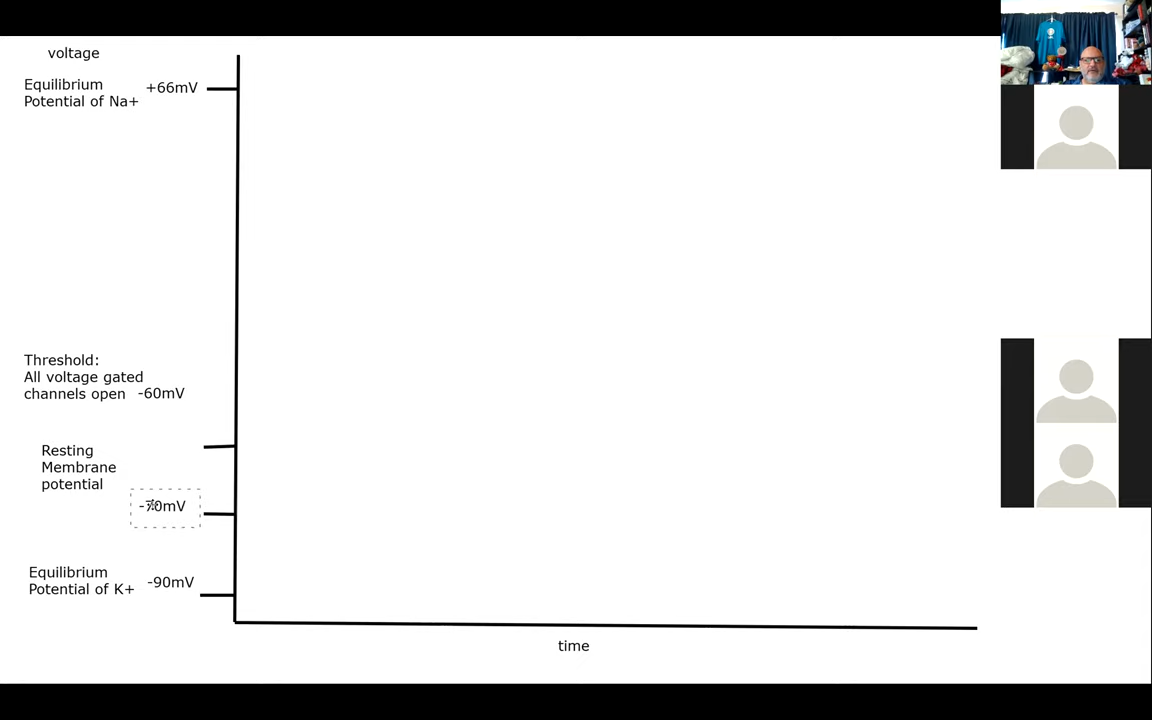 voltage
Equilibrium
Potential of Na+
+66mV
Threshold:
All voltage gated
channels open
-60mV
Resting
Membrane
potential
-70mV
Equilibrium
Potential of K+
-90mV
time